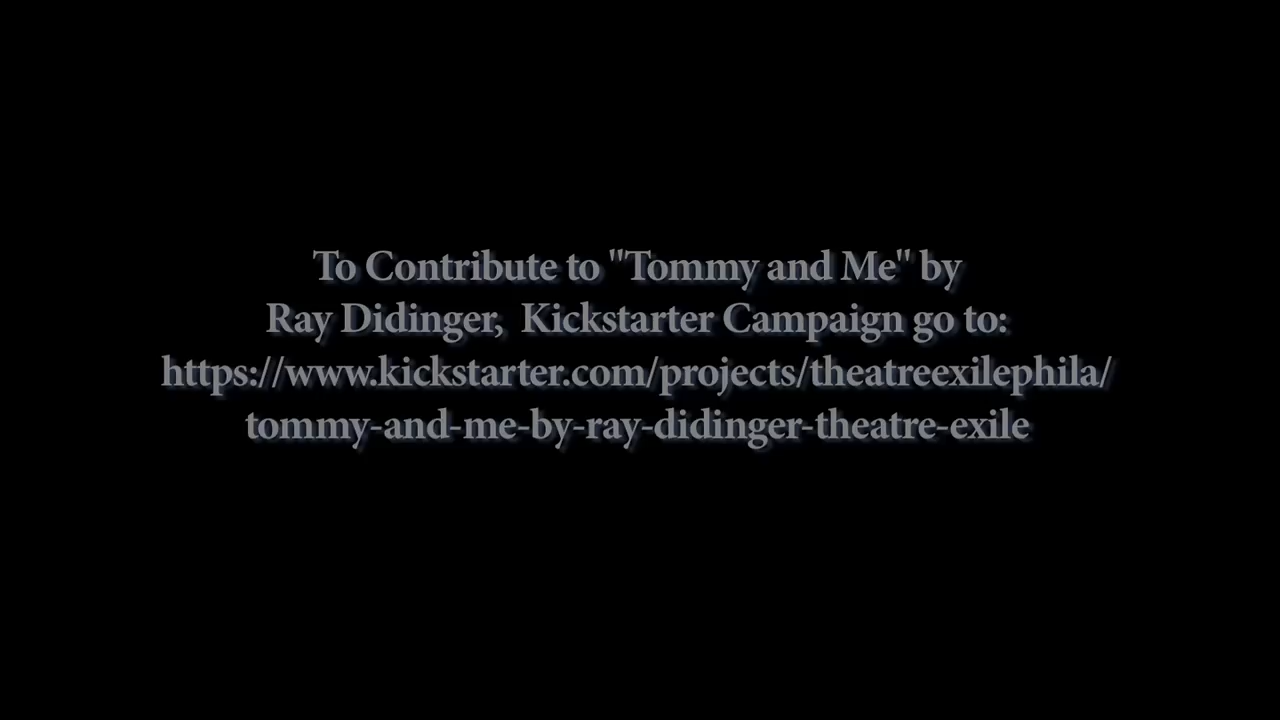 To Contribute to "Tommy and Me" by
Ray Didinger,  Kickstarter Campaign go to:
https://www.kickstarter.com/projects/theatreexilephila/
tommy-and-me-by-ray-didinger-theatre-exile